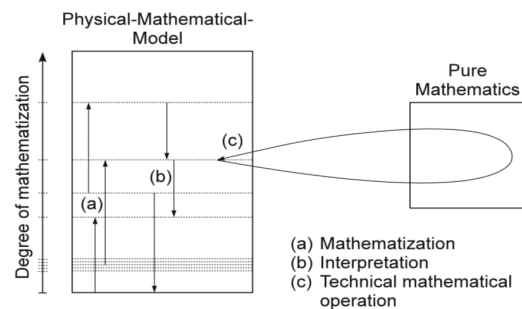 Physical-Mathematical-
Model
Degree of mathematization
(a)
(b)
(c)
Pure
Mathematics
(a) Mathematization
(b) Interpretation
(c) Technical mathematical
operation